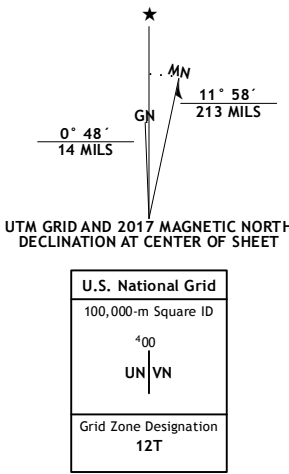 ★
MN
GN
11° 58´
213 MILS
0° 48´
14 MILS
UTM GRID AND 2017 MAGNETIC NORTH
DECLINATION AT CENTER OF SHEET
U.S. National Grid
100,000-m Square ID
⁴00
UN VN
Grid Zone Designation
12T